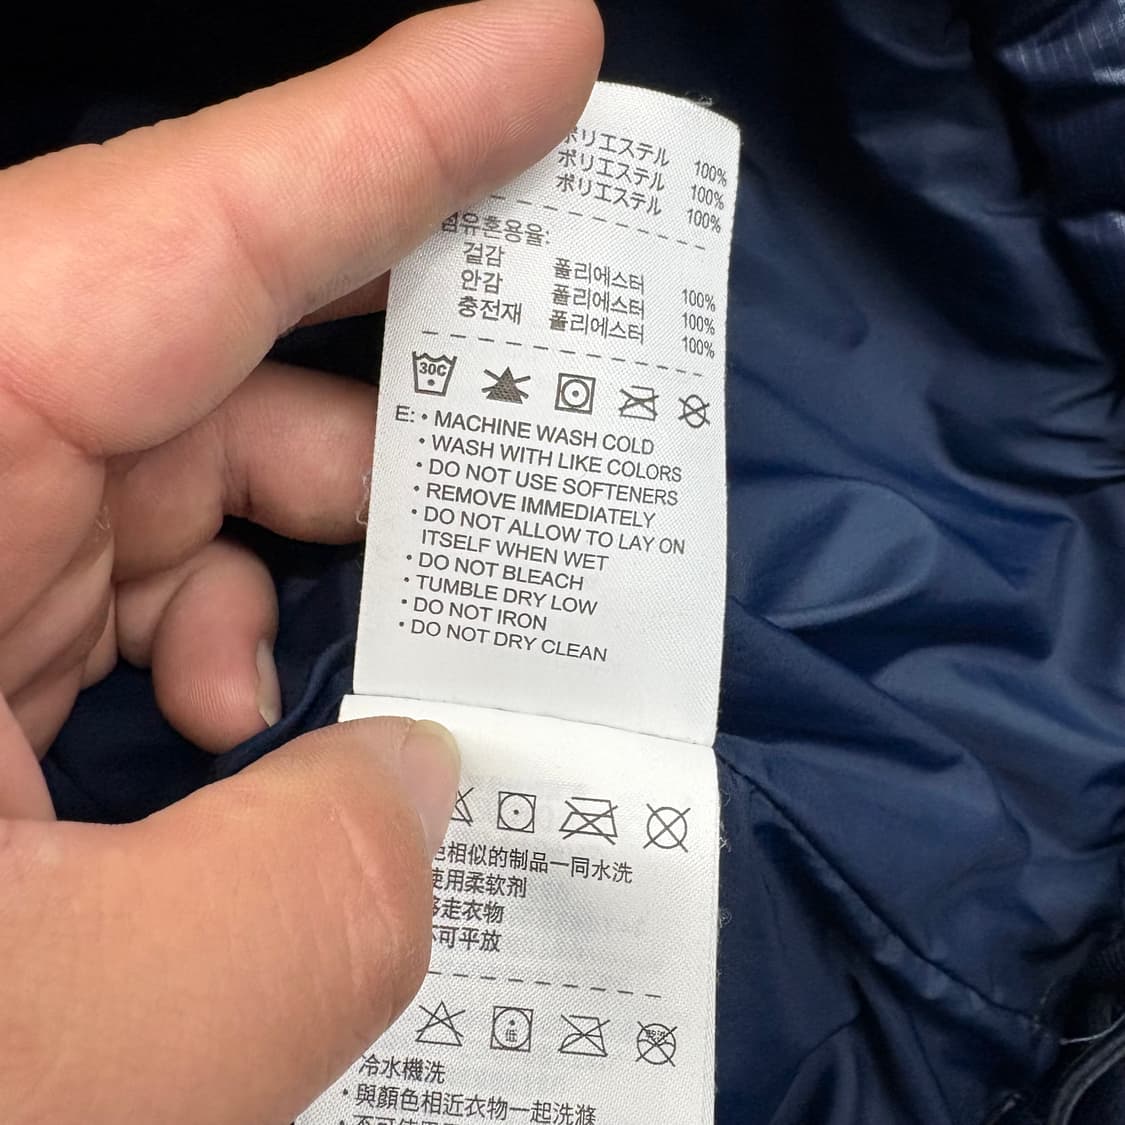 ポリエステル 100%
ポリエステル 100%
ポリエステル 100%
섬유혼용율:
겉감 폴리에스터 100%
안감 폴리에스터 100%
충전재 폴리에스터 100%
30C
E: • MACHINE WASH COLD
• WASH WITH LIKE COLORS
• DO NOT USE SOFTENERS
• REMOVE IMMEDIATELY
• DO NOT ALLOW TO LAY ON
ITSELF WHEN WET
• DO NOT BLEACH
• TUMBLE DRY LOW
• DO NOT IRON
• DO NOT DRY CLEAN
色相似的制品一同水洗
使用柔软剂
移走衣物
不可平放
低
乾洗
冷水機洗
• 與顏色相近衣物一起洗滌